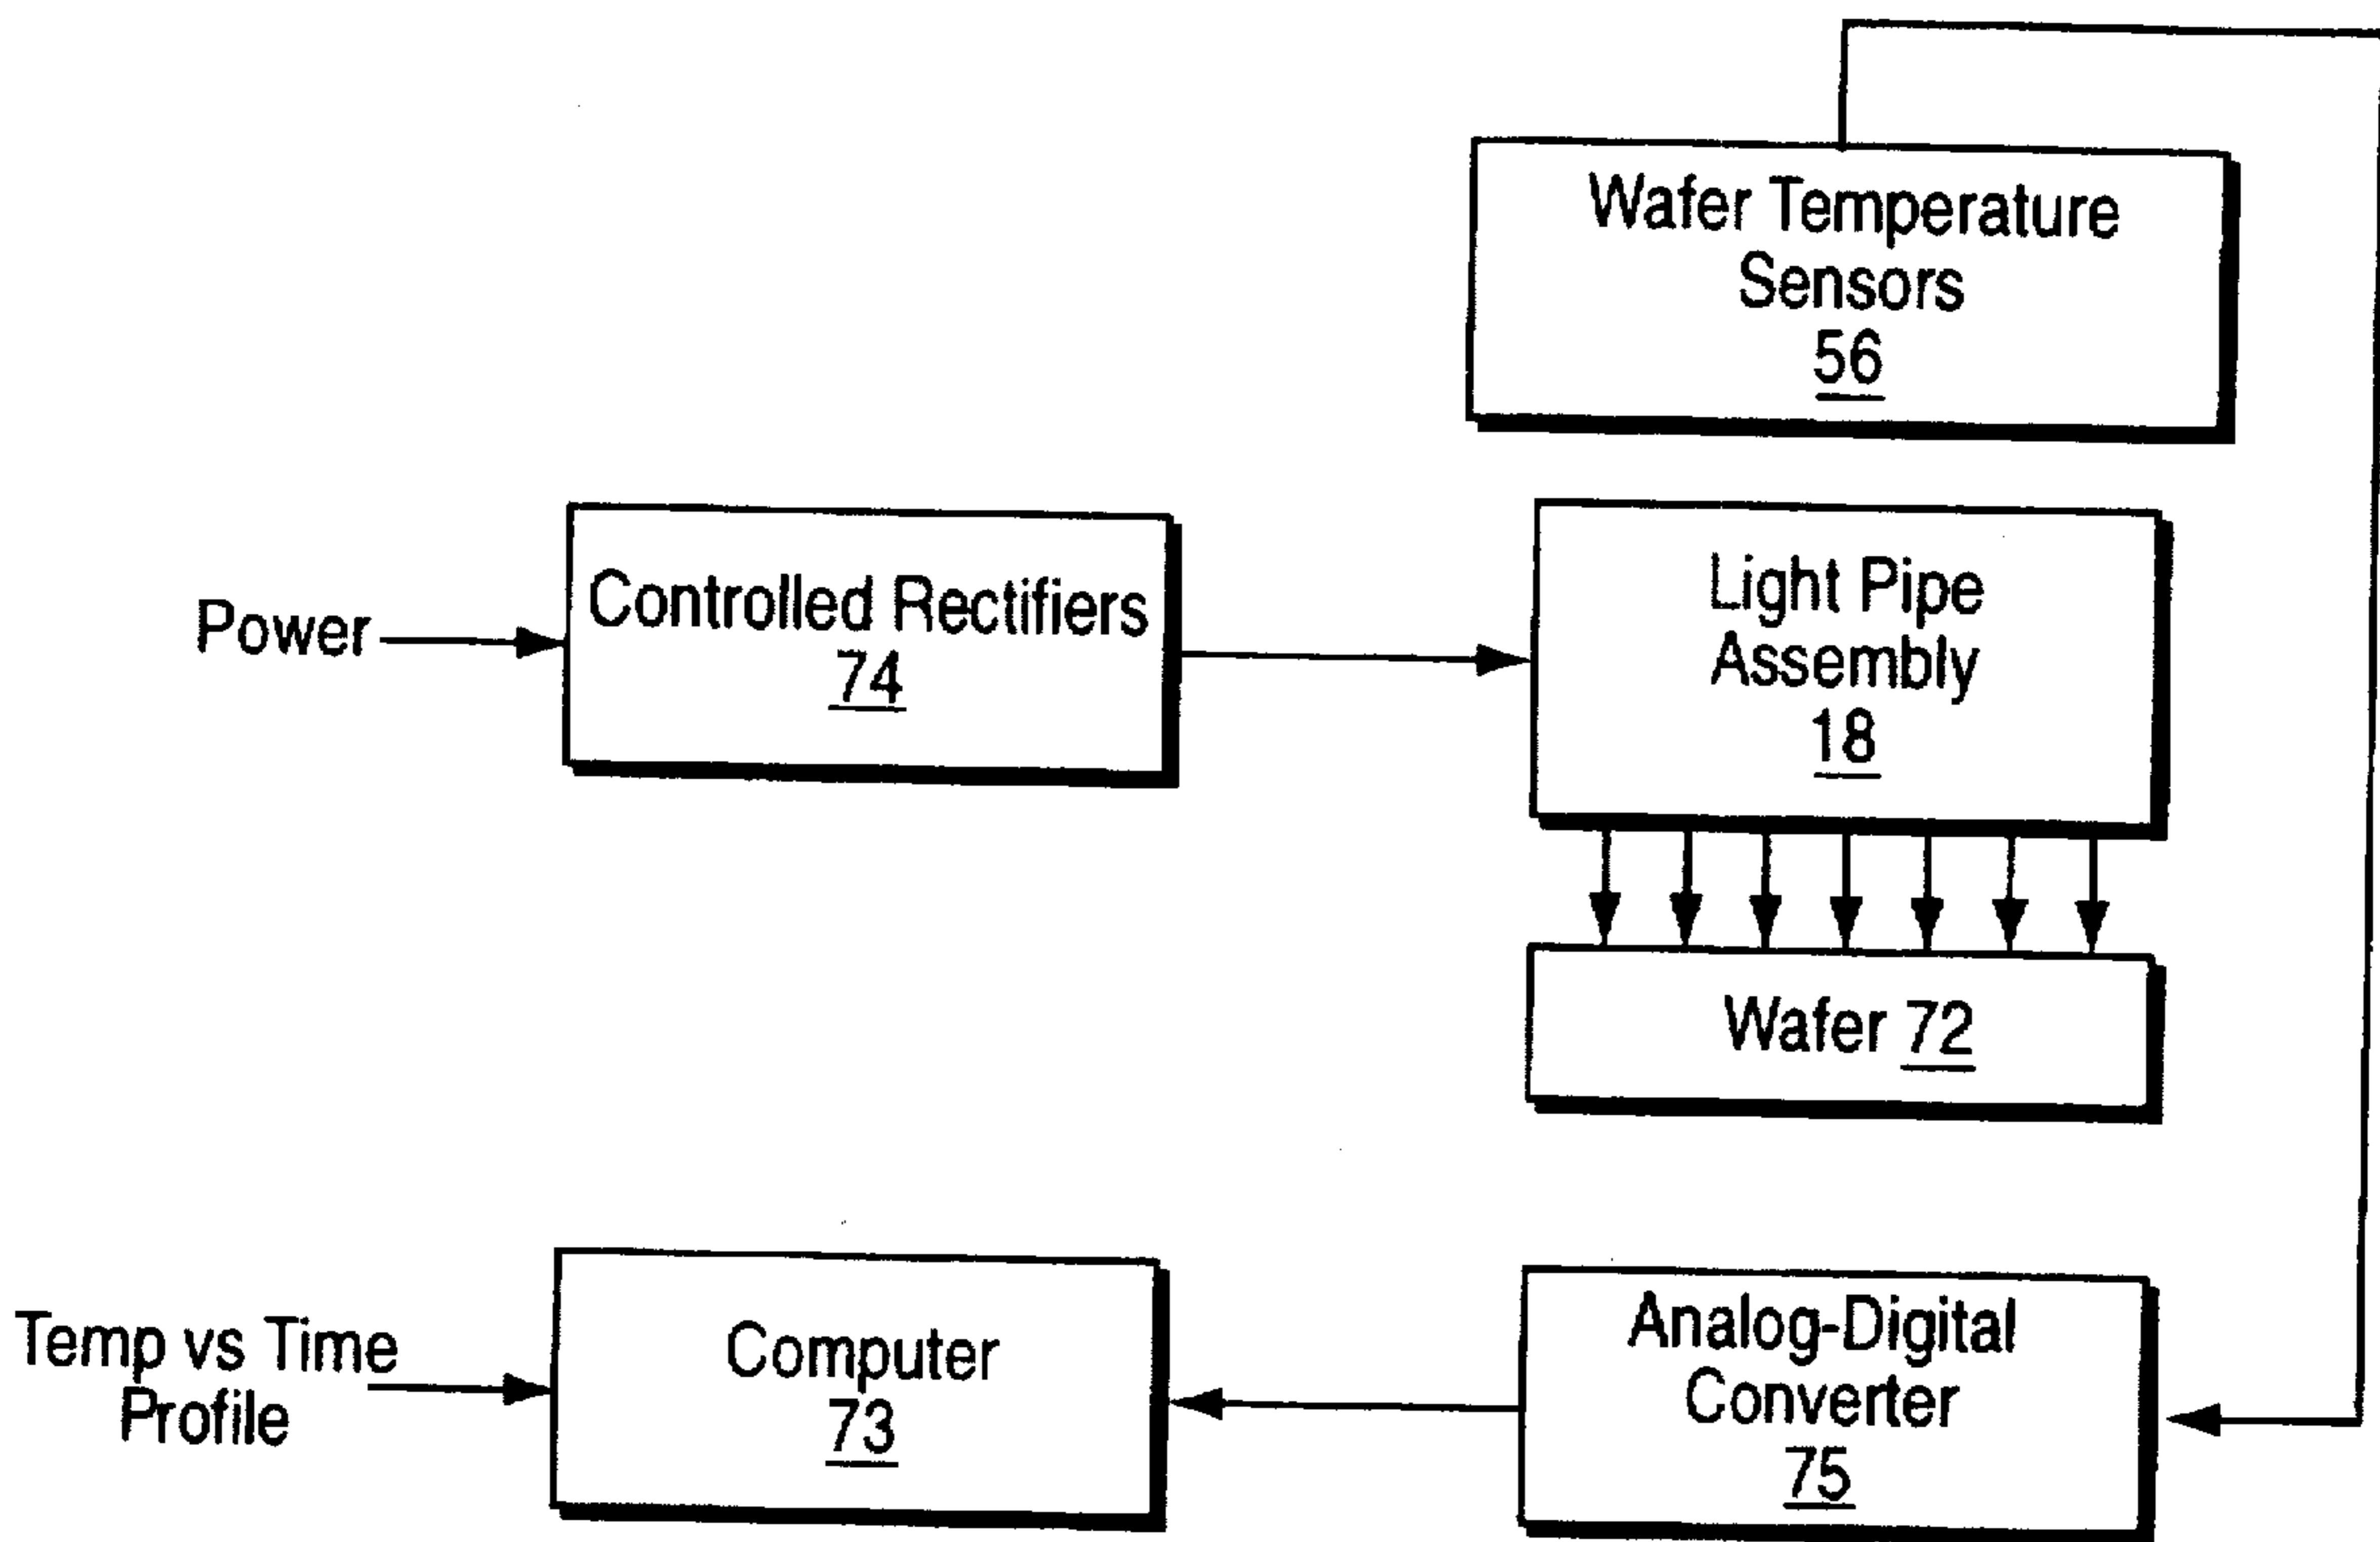 Wafer Temperature
Sensors
56
Power
Controlled Rectifiers
74
Light Pipe
Assembly
18
Wafer 72
Temp vs Time
Profile
Computer
73
Analog-Digital
Converter
75